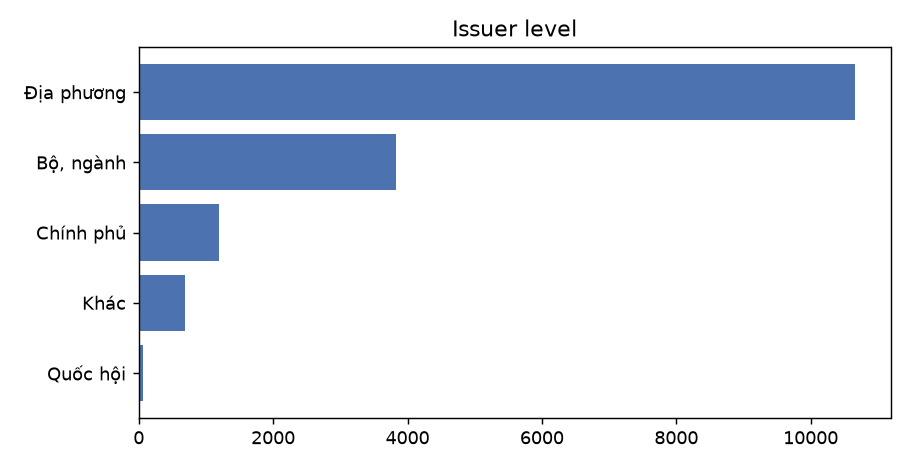 Issuer level
Địa phương
Bộ, ngành
Chính phủ
Khác
Quốc hội
0 2000 4000 6000 8000 10000